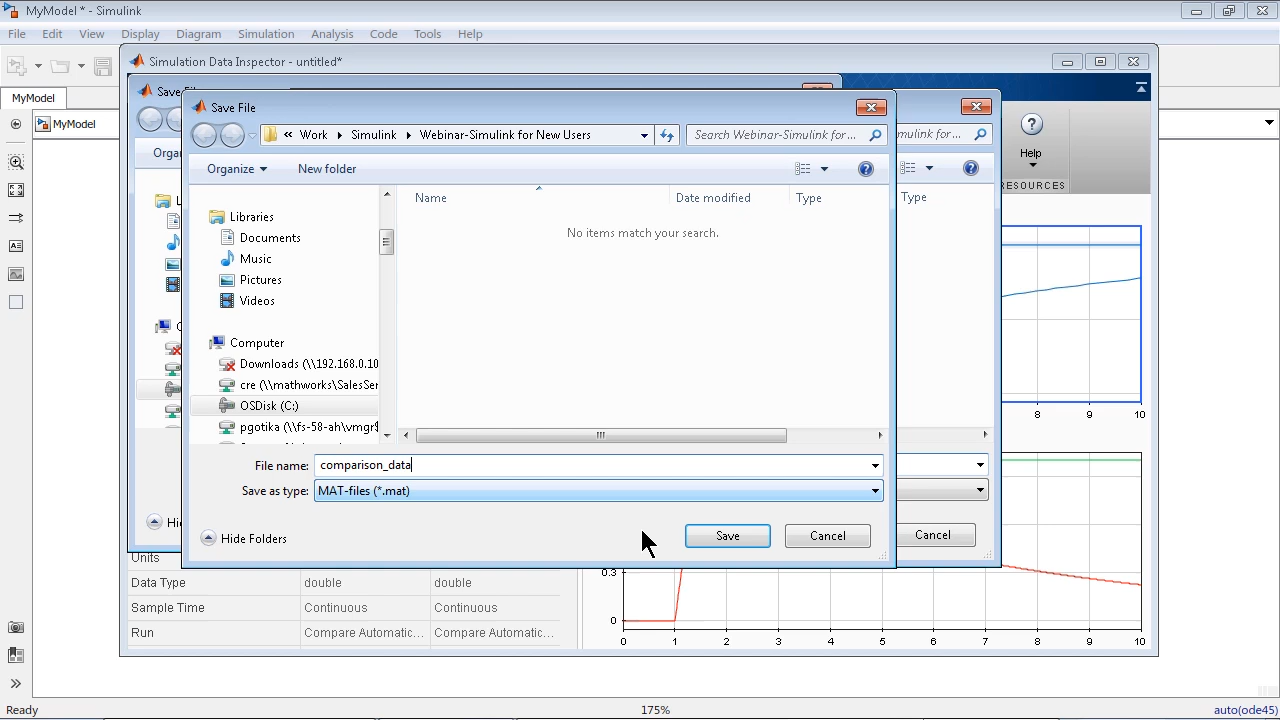 MyModel * - Simulink
File Edit View Display Diagram Simulation Analysis Code Tools Help
Simulation Data Inspector - untitled*
MyModel
MyModel
Save File
Work Simulink Webinar-Simulink for New Users
Search Webinar-Simulink for ...
mulink for ...
Organize
New folder
Help
RESOURCES
Name
Date modified
Type
Type
No items match your search.
Libraries
Documents
Music
Pictures
Videos
Computer
Downloads (\\192.168.0.10
cre (\\mathworks\SalesSer
OSDisk (C:)
pgotika (\\fs-58-ah\vmgr$
File name: comparison_data
Save as type: MAT-files (*.mat)
Hide Folders
Save
Cancel
Cancel
8 9 10
Units
Data Type double double
Sample Time Continuous Continuous
Run Compare Automatic... Compare Automatic...
0.3
0
0 1 2 3 4 5 6 7 8 9 10
Ready
175%
auto(ode45)